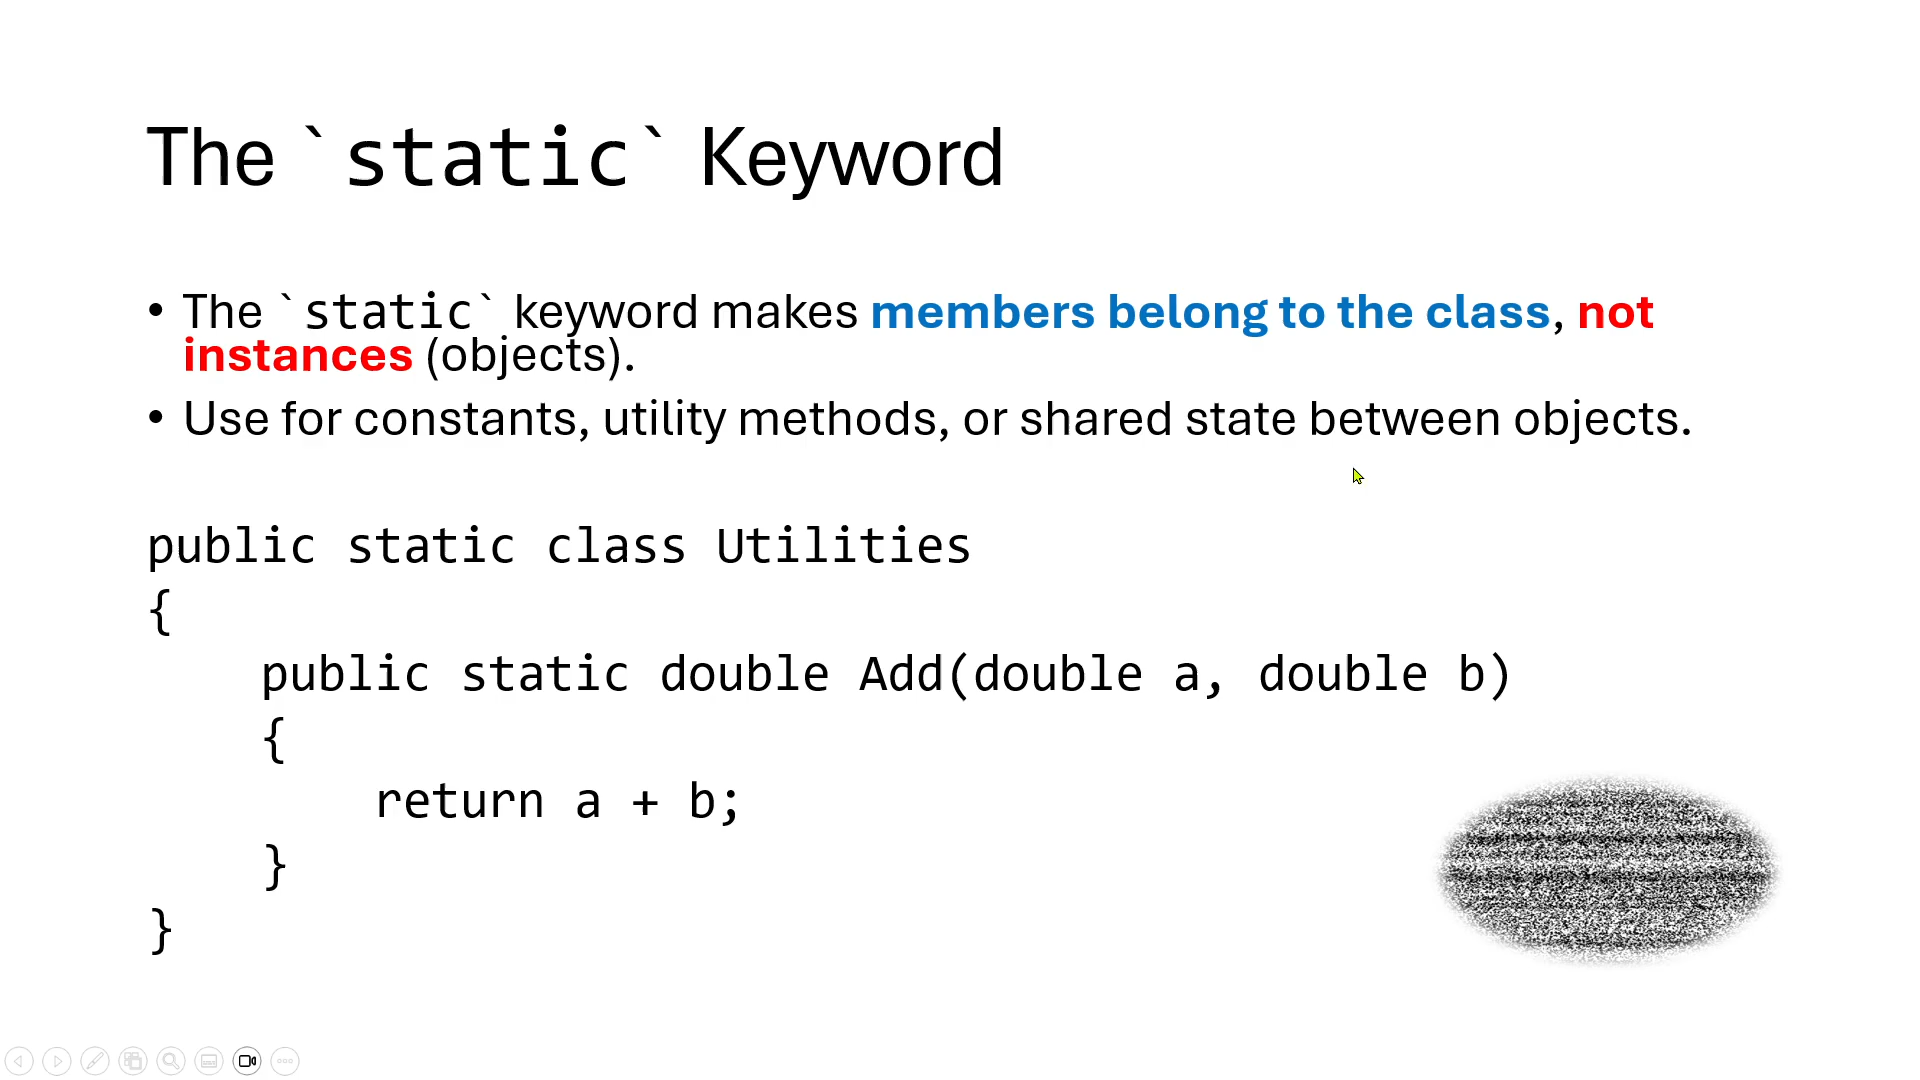 The `static` Keyword
• The `static` keyword makes members belong to the class, not
instances (objects).
• Use for constants, utility methods, or shared state between objects.
public static class Utilities
{
    public static double Add(double a, double b)
    {
        return a + b;
    }
}